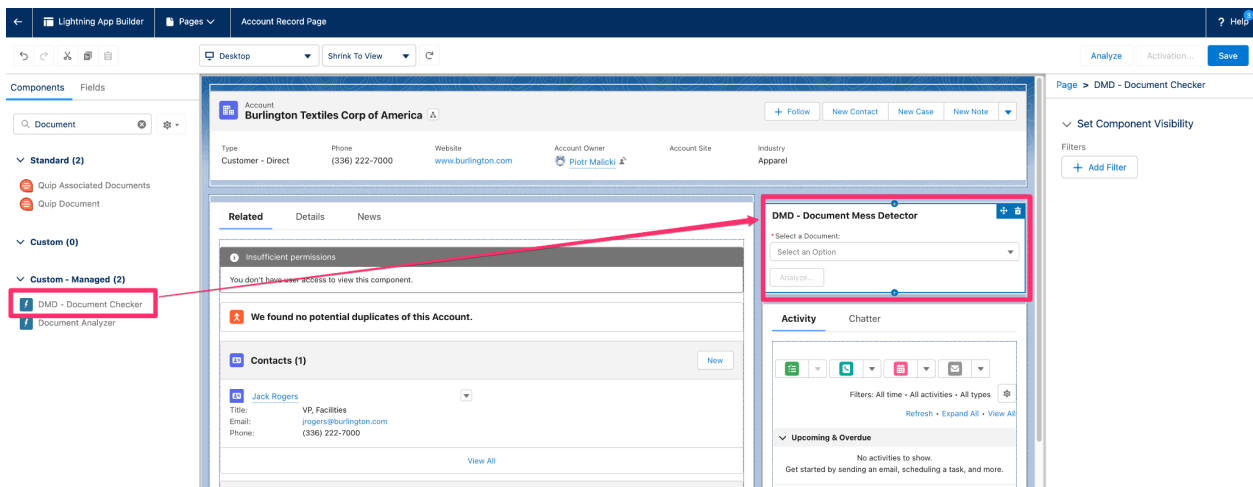 Lightning App Builder
Pages
Account Record Page
? Help
3
Desktop
Shrink To View
Analyze
Activation...
Save
Components
Fields
Document
Standard (2)
Quip Associated Documents
Quip Document
Custom (0)
Custom - Managed (2)
DMD - Document Checker
Document Analyzer
Account
Burlington Textiles Corp of America
+ Follow
New Contact
New Case
New Note
Type
Phone
Website
Account Owner
Account Site
Industry
Customer - Direct
(336) 222-7000
www.burlington.com
Piotr Malicki
Apparel
Related
Details
News
Insufficient permissions
You don't have user access to view this component.
We found no potential duplicates of this Account.
Contacts (1)
New
Jack Rogers
Title: VP, Facilities
Email: jrogers@burlington.com
Phone: (336) 222-7000
View All
DMD - Document Mess Detector
*Select a Document:
Select an Option
Analyze...
Activity
Chatter
Filters: All time • All activities • All types
Refresh • Expand All • View All
Upcoming & Overdue
No activities to show.
Get started by sending an email, scheduling a task, and more.
Page > DMD - Document Checker
Set Component Visibility
Filters
+ Add Filter